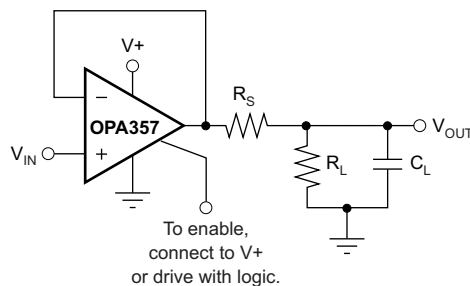 V+
−
OPA357
V_IN
+
R_S
V_OUT
R_L
C_L
To enable,
connect to V+
or drive with logic.